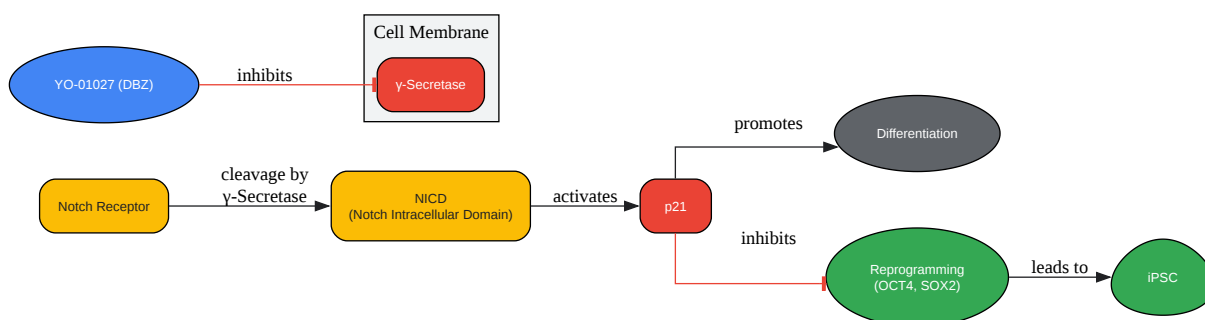 Cell Membrane
YO-01027 (DBZ)
inhibits
γ-Secretase
promotes
Differentiation
Notch Receptor
cleavage by
γ-Secretase
NICD
(Notch Intracellular Domain)
activates
p21
inhibits
Reprogramming
(OCT4, SOX2)
leads to
iPSC